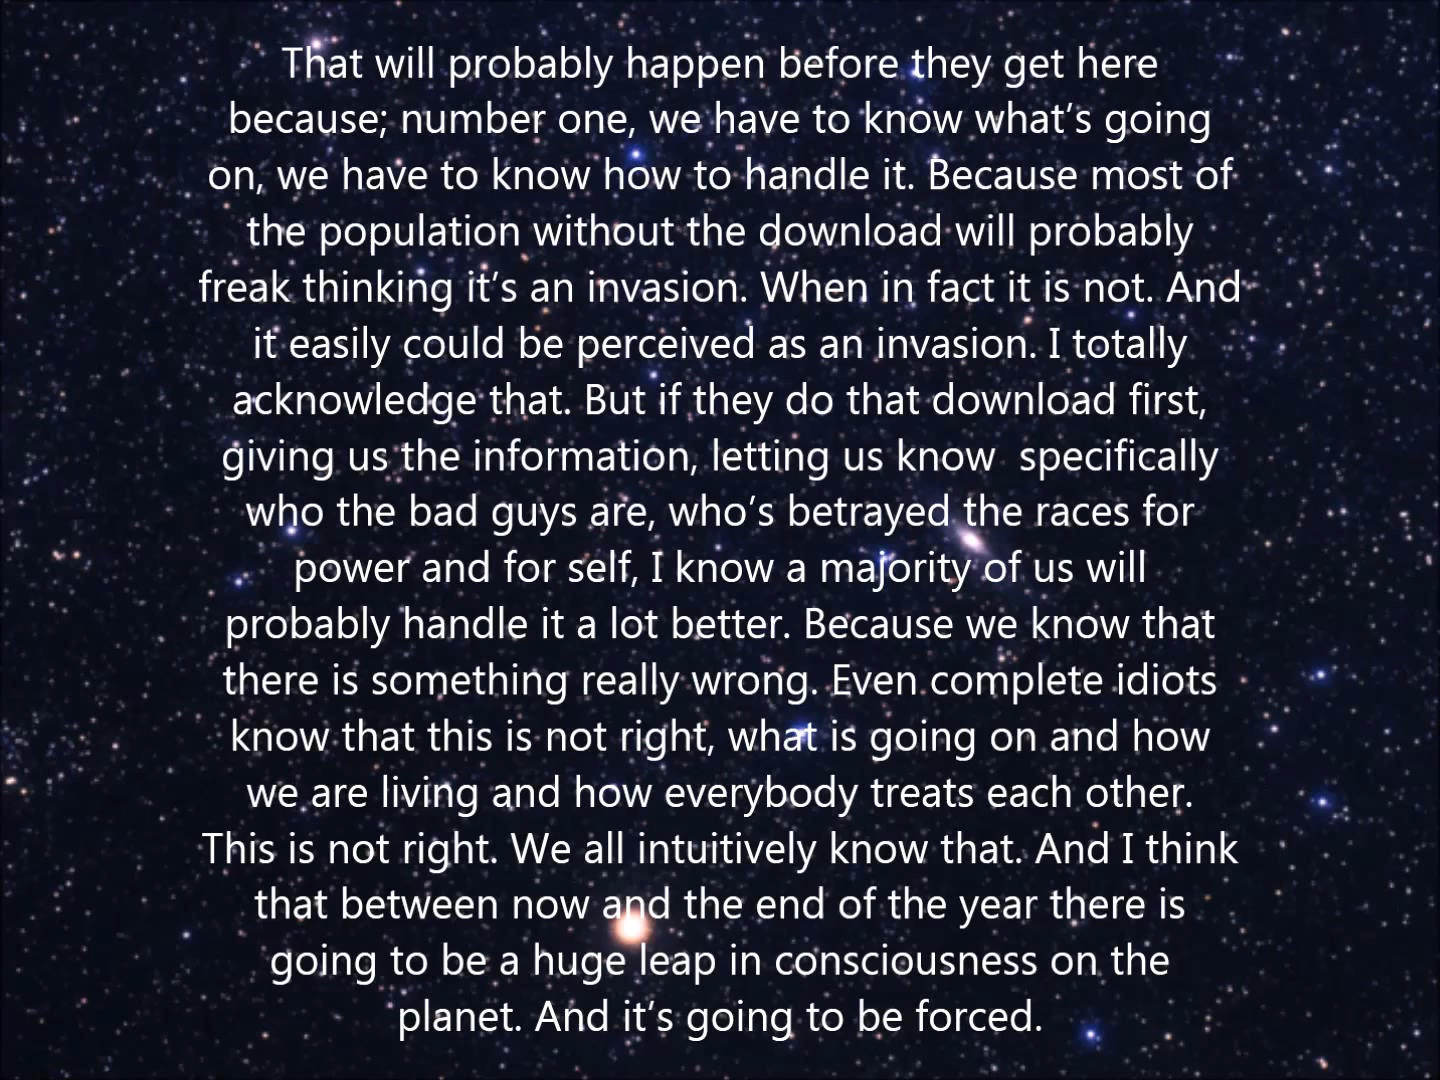 That will probably happen before they get here
because; number one, we have to know what’s going
on, we have to know how to handle it. Because most of
the population without the download will probably
freak thinking it’s an invasion. When in fact it is not. And
it easily could be perceived as an invasion. I totally
acknowledge that. But if they do that download first,
giving us the information, letting us know  specifically
who the bad guys are, who’s betrayed the races for
power and for self, I know a majority of us will
probably handle it a lot better. Because we know that
there is something really wrong. Even complete idiots
know that this is not right, what is going on and how
we are living and how everybody treats each other.
This is not right. We all intuitively know that. And I think
that between now and the end of the year there is
going to be a huge leap in consciousness on the
planet. And it’s going to be forced.